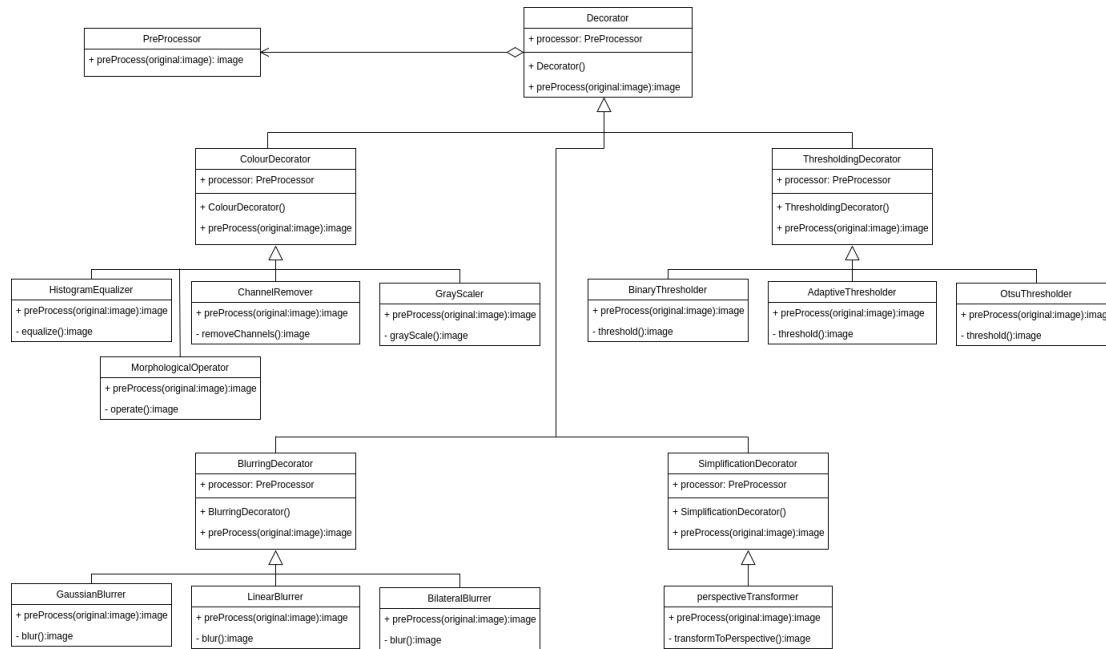 Decorator
+ processor: PreProcessor
+ Decorator()
+ preProcess(original:image):image
PreProcessor
+ preProcess(original:image): image
ColourDecorator
+ processor: PreProcessor
+ ColourDecorator()
+ preProcess(original:image):image
ThresholdingDecorator
+ processor: PreProcessor
+ ThresholdingDecorator()
+ preProcess(original:image):image
HistogramEqualizer
+ preProcess(original:image):image
- equalize():image
ChannelRemover
+ preProcess(original:image):image
- removeChannels():image
GrayScaler
+ preProcess(original:image):image
- grayScale():image
MorphologicalOperator
+ preProcess(original:image):image
- operate():image
BinaryThresholder
+ preProcess(original:image):image
- threshold():image
AdaptiveThresholder
+ preProcess(original:image):image
- threshold():image
OtsuThresholder
+ preProcess(original:image):image
- threshold():image
BlurringDecorator
+ processor: PreProcessor
+ BlurringDecorator()
+ preProcess(original:image):image
SimplificationDecorator
+ processor: PreProcessor
+ SimplificationDecorator()
+ preProcess(original:image):image
GaussianBlurrer
+ preProcess(original:image):image
- blur():image
LinearBlurrer
+ preProcess(original:image):image
- blur():image
BilateralBlurrer
+ preProcess(original:image):image
- blur():image
perspectiveTransformer
+ preProcess(original:image):image
- transformToPerspective():image